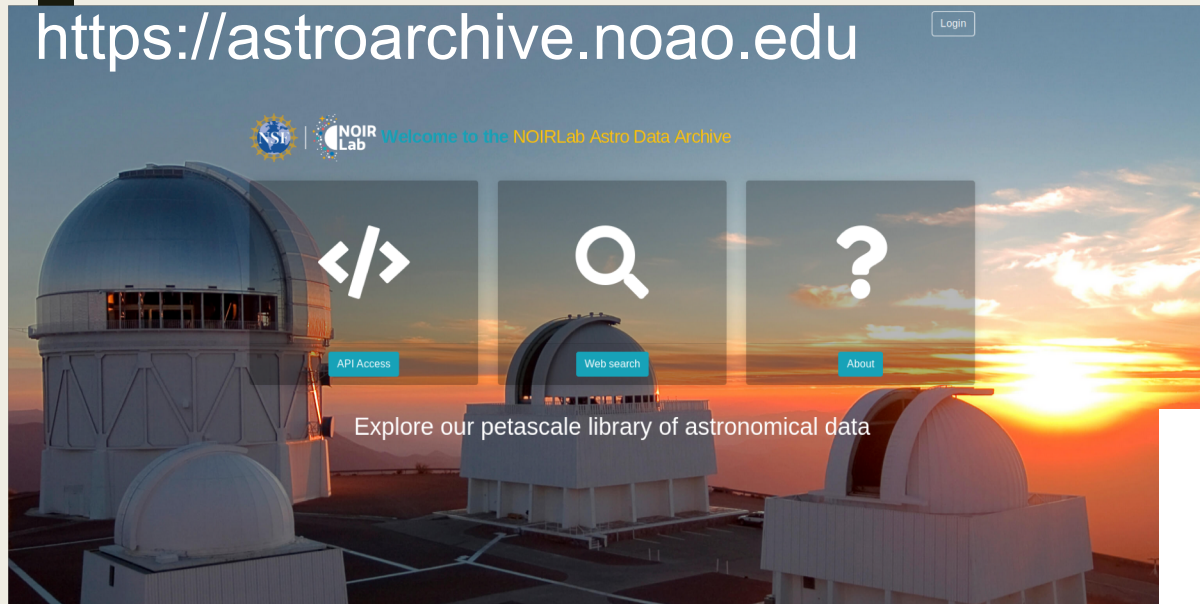 https://astroarchive.noao.edu
Login
NSF
NOIR
Lab
Welcome to the NOIRLab Astro Data Archive
API Access
Web search
About
Explore our petascale library of astronomical data